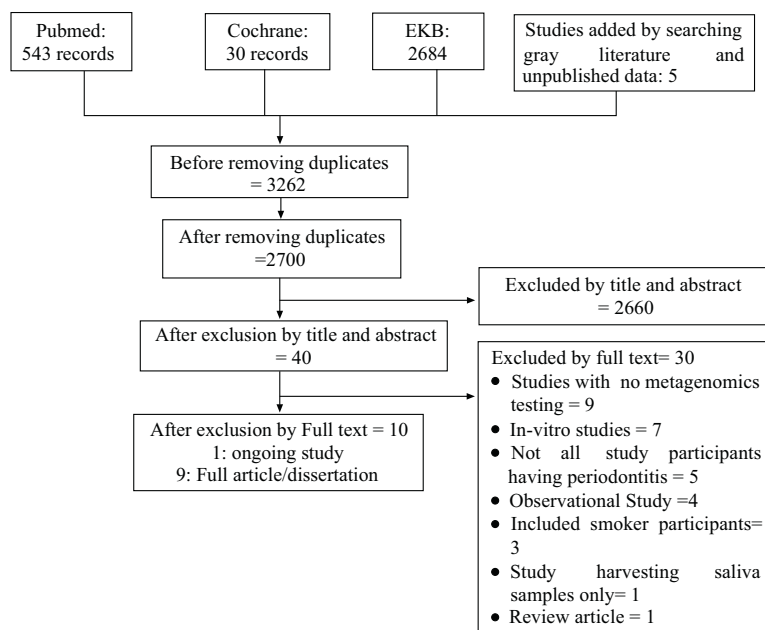 Pubmed:
543 records
Cochrane:
30 records
EKB:
2684
Studies added by searching
gray literature and
unpublished data: 5
Before removing duplicates
= 3262
After removing duplicates
=2700
Excluded by title and abstract
= 2660
After exclusion by title and abstract
= 40
Excluded by full text= 30
● Studies with no metagenomics
testing = 9
● In-vitro studies = 7
● Not all study participants
having periodontitis = 5
● Observational Study =4
● Included smoker participants=
3
● Study harvesting saliva
samples only= 1
● Review article = 1
After exclusion by Full text = 10
1: ongoing study
9: Full article/dissertation